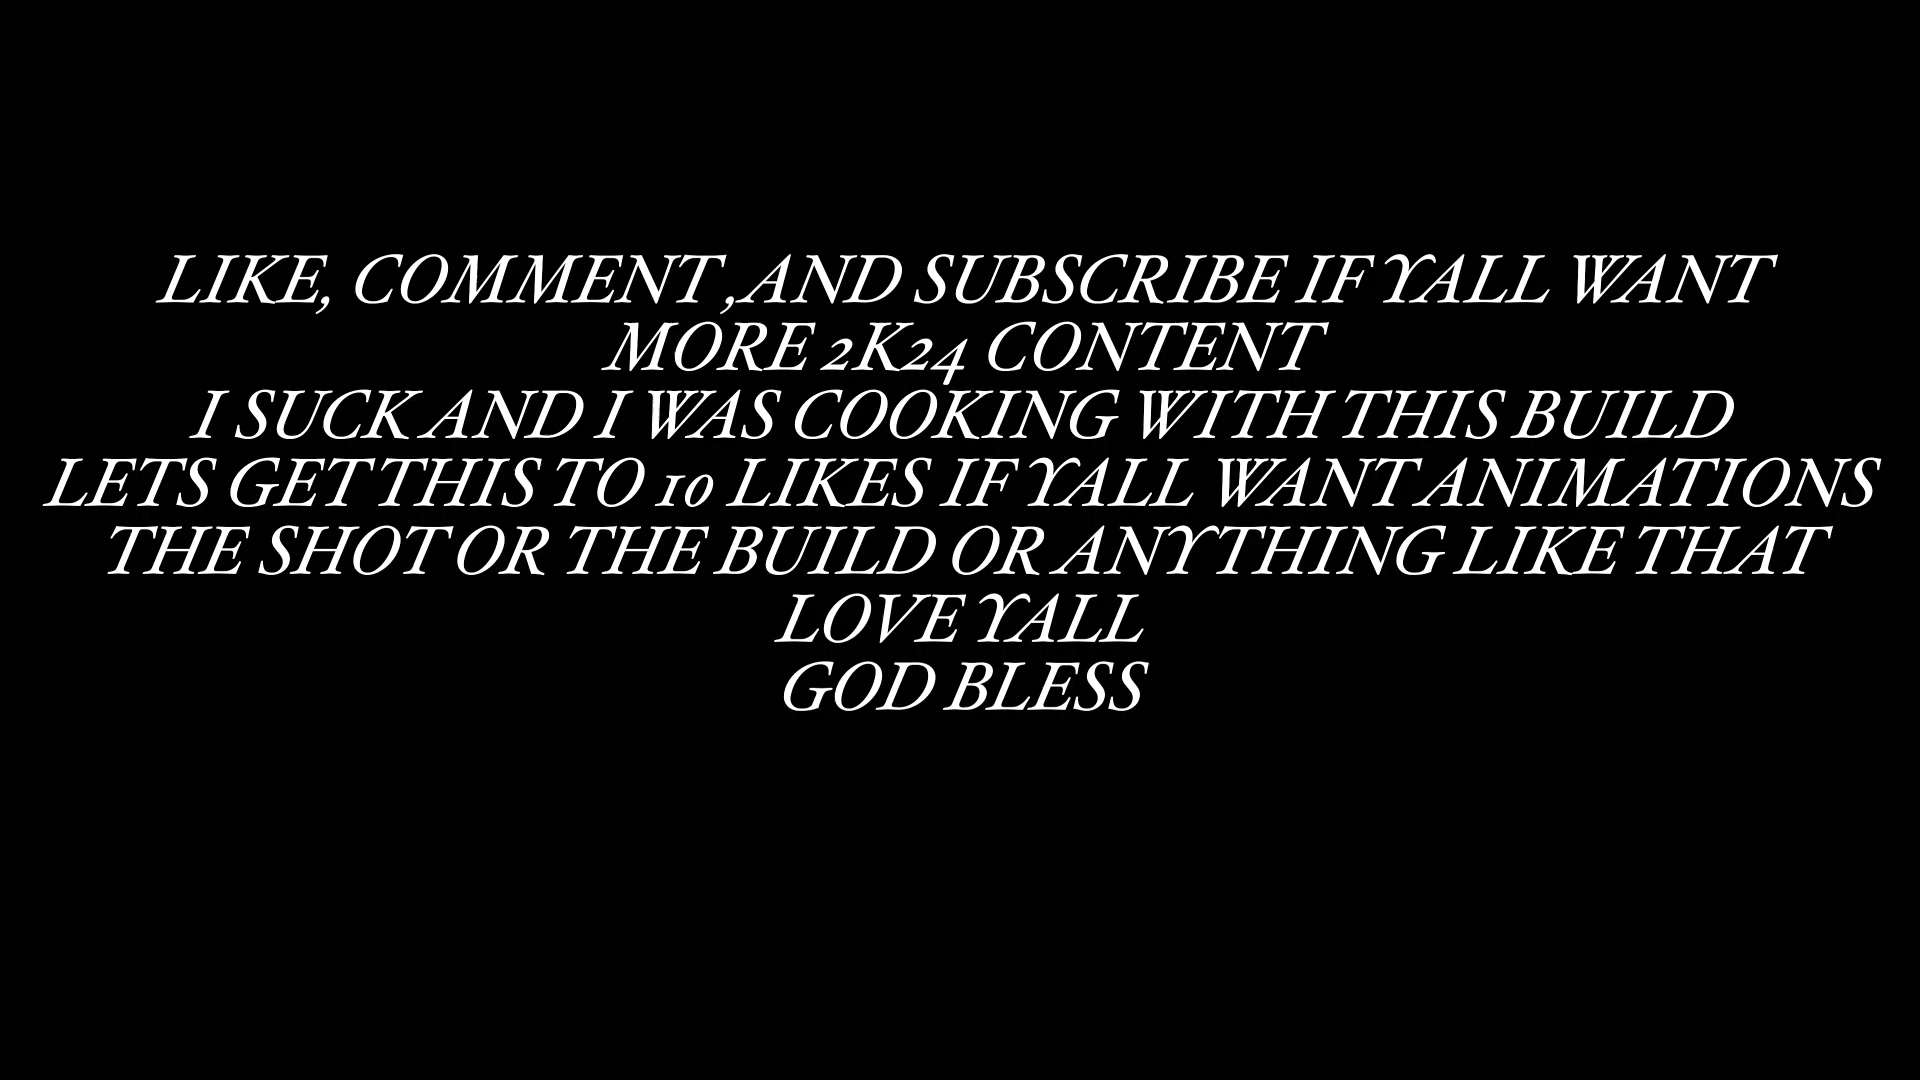 LIKE, COMMENT ,AND SUBSCRIBE IF YALL WANT
MORE 2K24 CONTENT
I SUCK AND I WAS COOKING WITH THIS BUILD
LETS GET THIS TO 10 LIKES IF YALL WANT ANIMATIONS
THE SHOT OR THE BUILD OR ANYTHING LIKE THAT
LOVE YALL
GOD BLESS